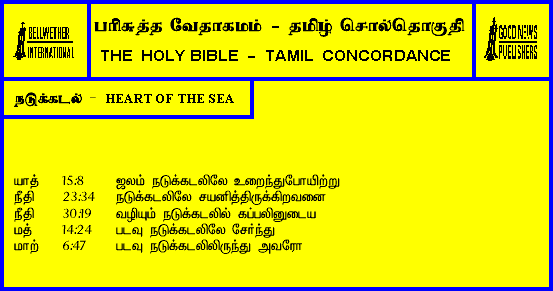 BELLWETHER
INTERNATIONAL
பரிசுத்த வேதாகமம் - தமிழ் சொல்தொகுதி
THE HOLY BIBLE - TAMIL CONCORDANCE
GOOD NEWS
PUBLISHERS
நடுக்கடல் - HEART OF THE SEA
யாத் 15:8 ஜலம் நடுக்கடலிலே உறைந்துபோயிற்று
நீதி 23:34 நடுக்கடலிலே சயனித்திருக்கிறவனை
நீதி 30:19 வழியும் நடுக்கடலில் கப்பலினுடைய
மத் 14:24 படவு நடுக்கடலிலே சேர்ந்து
மாற் 6:47 படவு நடுக்கடலிலிருந்து அவரோ